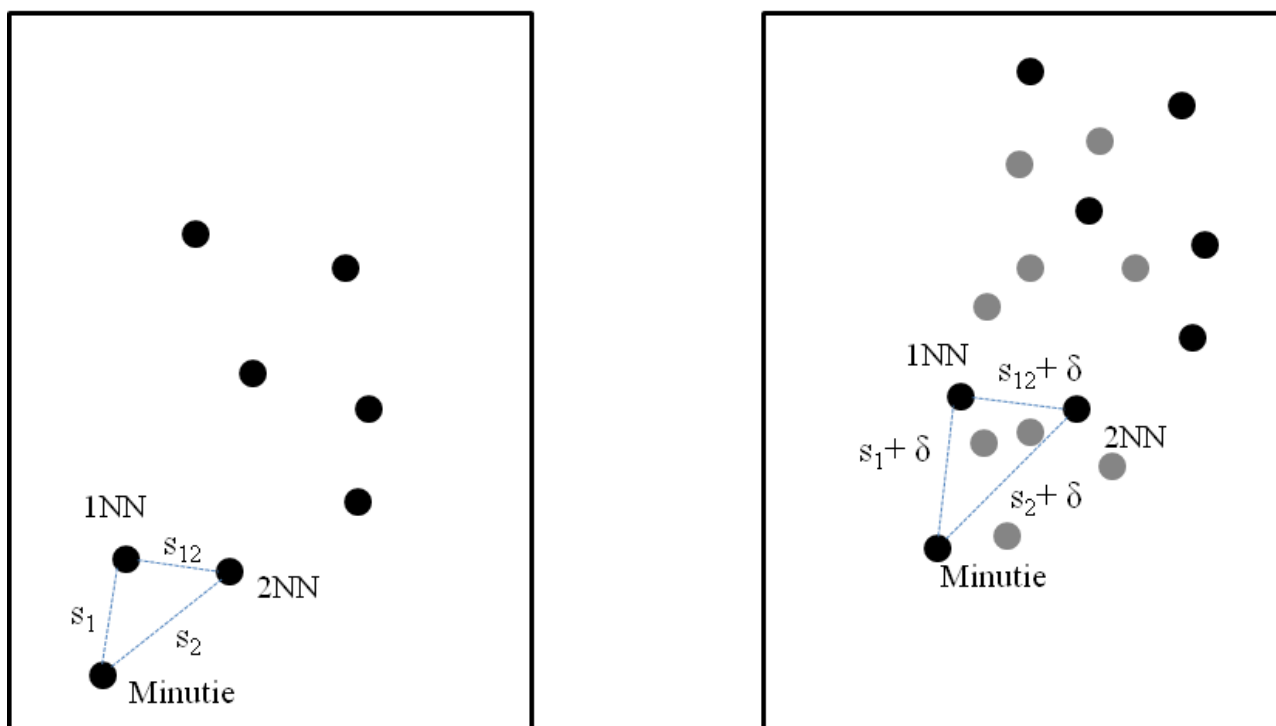 1NN
s₁₂
2NN
s₁
s₂
Minutie
1NN
s₁₂+ δ
s₁+ δ
2NN
s₂+ δ
Minutie